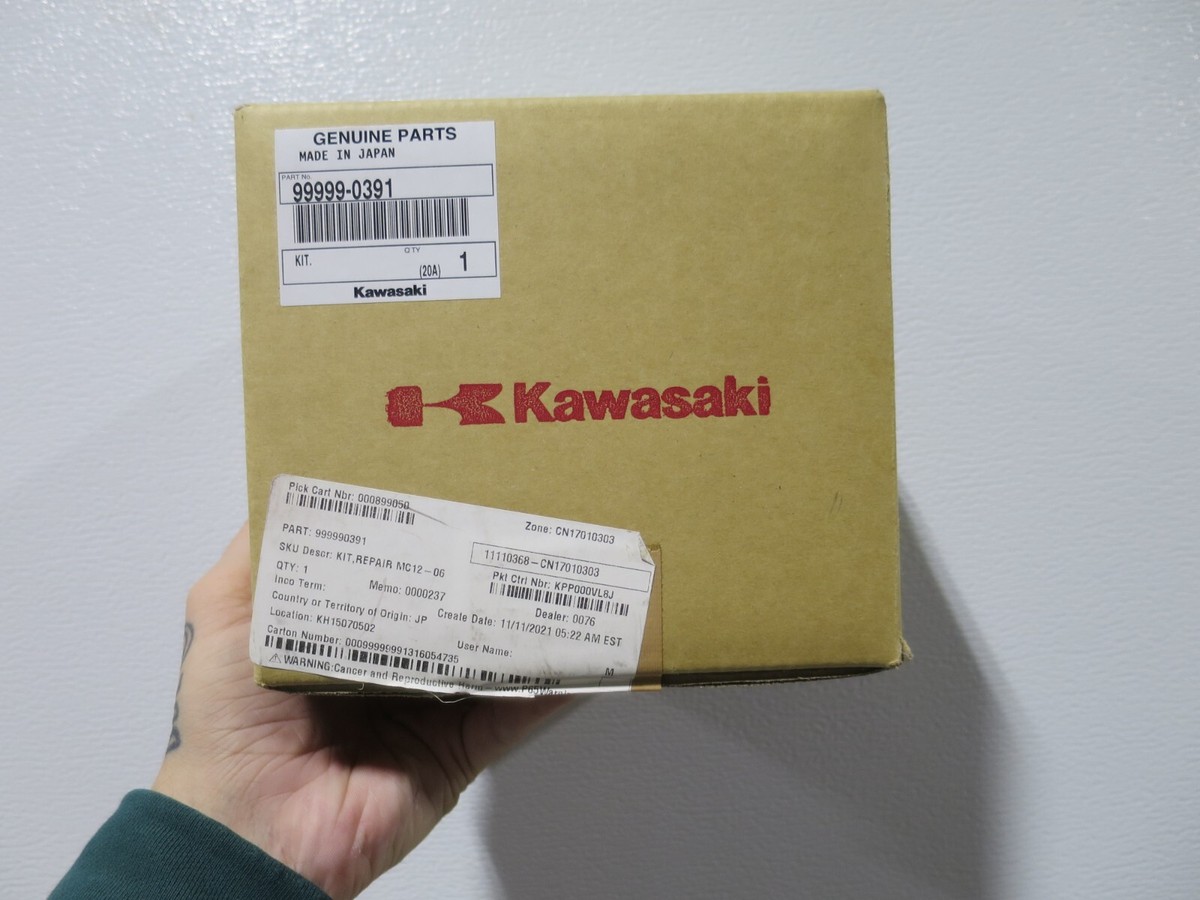 GENUINE PARTS
MADE IN JAPAN
PART No.
99999-0391
QTY
KIT. (20A) 1
Kawasaki
Kawasaki
Pick Cart Nbr: 000899050
Zone: CN17010303
PART: 999990391
11110368-CN17010303
SKU Descr: KIT,REPAIR MC12-06
Pkt Ctrl Nbr: KPP000VL8J
QTY: 1
Inco Term: Memo: 0000237
Dealer: 0076
Country or Territory of Origin: JP
Create Date: 11/11/2021 05:22 AM EST
Location: KH15070502
User Name:
Carton Number: 00099999991316054735
M
WARNING:Cancer and Reproductive